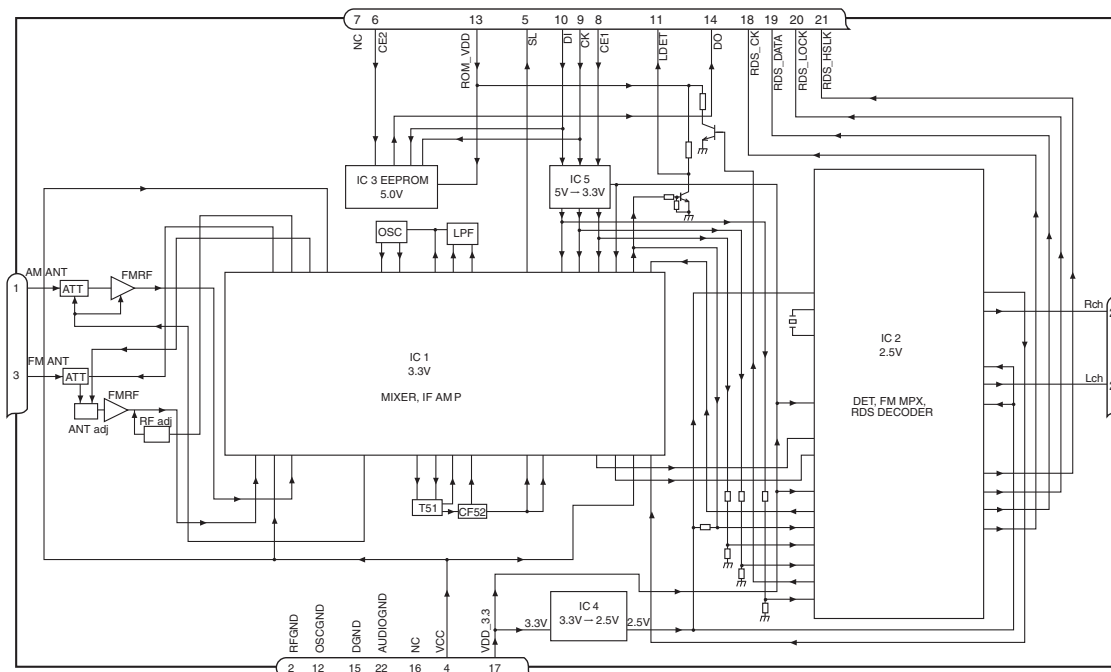 7 6 13 5 10 9 8 11 14 18 19 20 21
NC
CE2
ROM_VDD
SL
DI
CK
CE1
LDET
DO
RDS_CK
RDS_DATA
RDS_LOCK
RDS_HSLK
IC 3 EEPROM
5.0V
IC 5
5V → 3.3V
OSC
LPF
AM ANT
1
ATT
FMRF
FM ANT
3
ATT
FMRF
ANT adj
RF adj
IC 1
3.3V
MIXER, IF AMP
IC 2
2.5V
DET, FM MPX,
RDS DECODER
Rch
Lch
T51
CF52
IC 4
3.3V → 2.5V
3.3V
2.5V
RFGND
OSCGND
DGND
AUDIOGND
NC
VCC
VDD_3.3
2 12 15 22 16 4 17